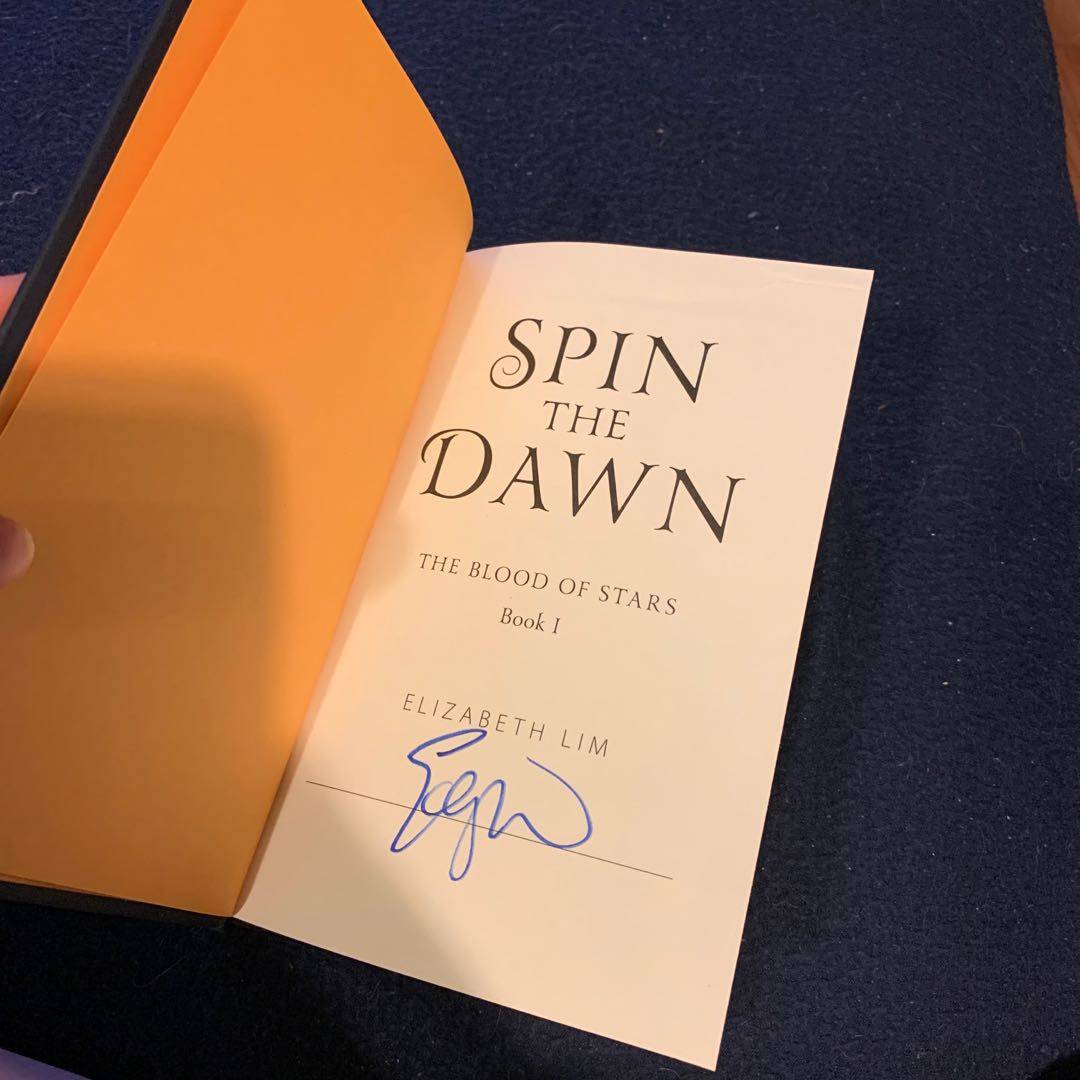 SPIN
THE
DAWN
THE BLOOD OF STARS
Book I
ELIZABETH LIM